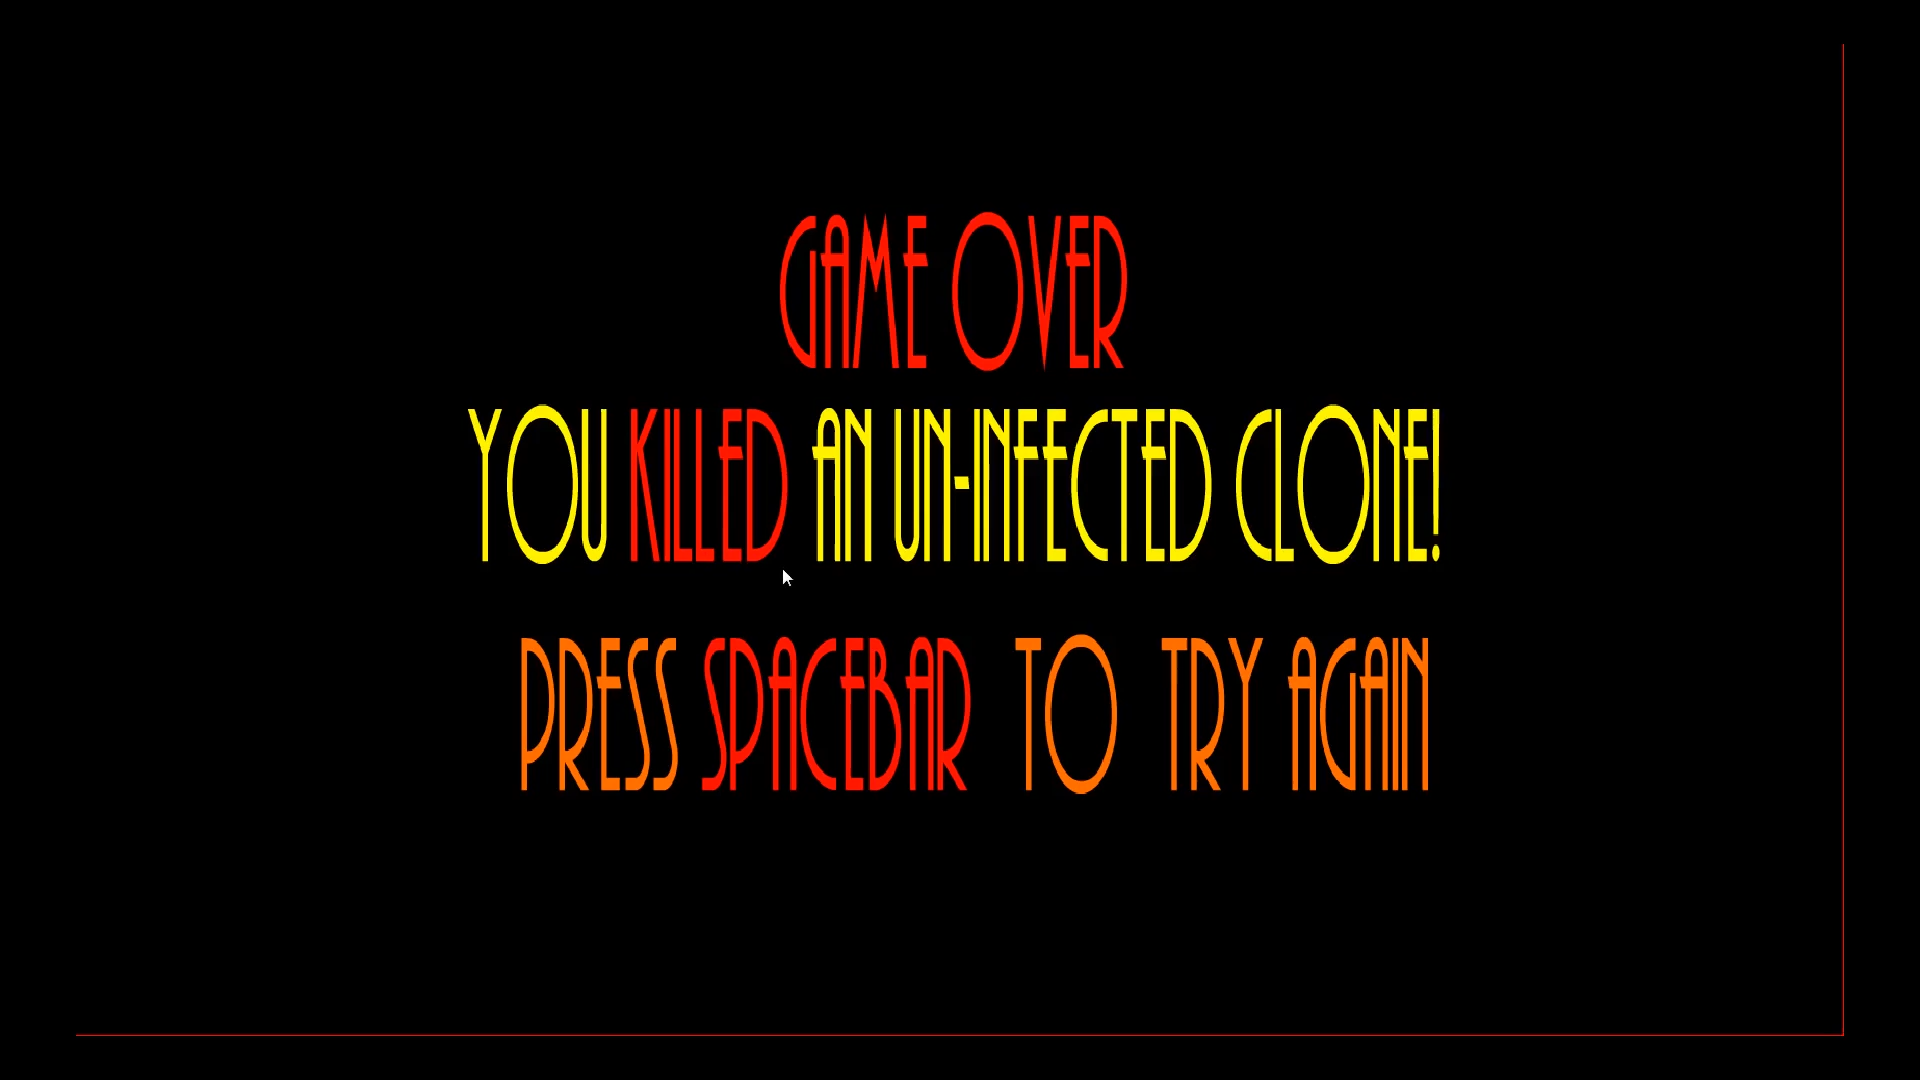 GAME OVER
YOU KILLED AN UN-INFECTED CLONE!
PRESS SPACEBAR TO TRY AGAIN